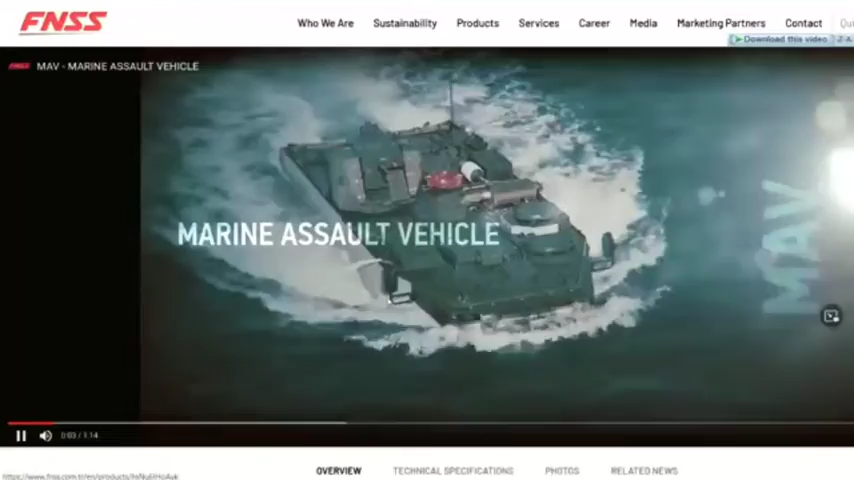 FNSS
Who We Are Sustainability Products Services Career Media Marketing Partners Contact
Download this video
FNSS MAV - MARINE ASSAULT VEHICLE
MARINE ASSAULT VEHICLE
MAV
0:03 / 1:14
OVERVIEW TECHNICAL SPECIFICATIONS PHOTOS RELATED NEWS